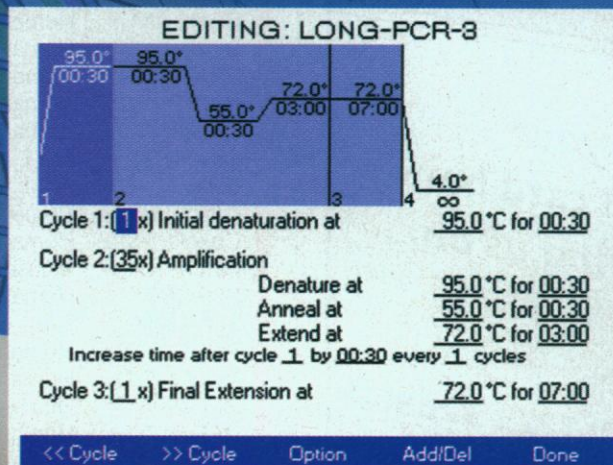 EDITING: LONG-PCR-3
95.0° 95.0°
00:30 00:30
72.0° 72.0°
55.0° 03:00 07:00
00:30
4.0°
1 2 3 4 ∞
Cycle 1:(1x) Initial denaturation at 95.0 °C for 00:30
Cycle 2:(35x) Amplification
Denature at 95.0 °C for 00:30
Anneal at 55.0 °C for 00:30
Extend at 72.0 °C for 03:00
Increase time after cycle 1 by 00:30 every 1 cycles
Cycle 3:(1x) Final Extension at 72.0 °C for 07:00
<< Cycle >> Cycle Option Add/Del Done